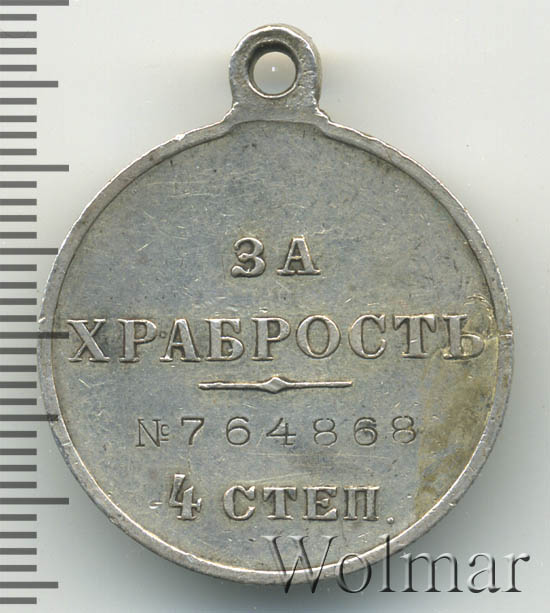 ЗА
ХРАБРОСТЬ
№764868
4 СТЕП.
Wolmar